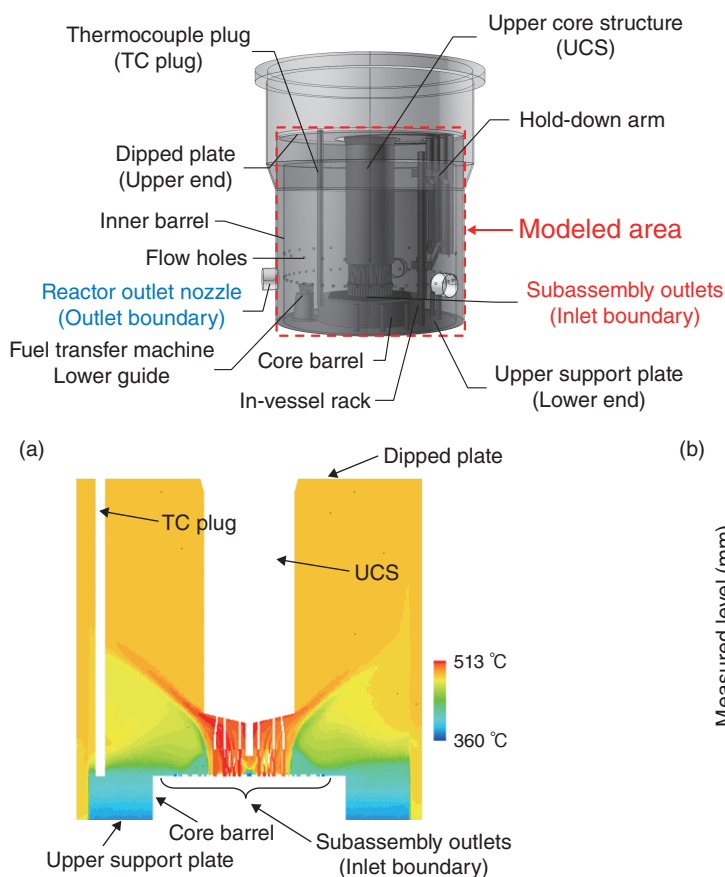 Thermocouple plug
(TC plug)
Upper core structure
(UCS)
Hold-down arm
Dipped plate
(Upper end)
Inner barrel
Modeled area
Flow holes
Reactor outlet nozzle
(Outlet boundary)
Subassembly outlets
(Inlet boundary)
Fuel transfer machine
Lower guide
Core barrel
In-vessel rack
Upper support plate
(Lower end)
(a)
Dipped plate
(b)
TC plug
UCS
513 °C
360 °C
Measured level (mm)
Core barrel
Upper support plate
Subassembly outlets
(Inlet boundary)